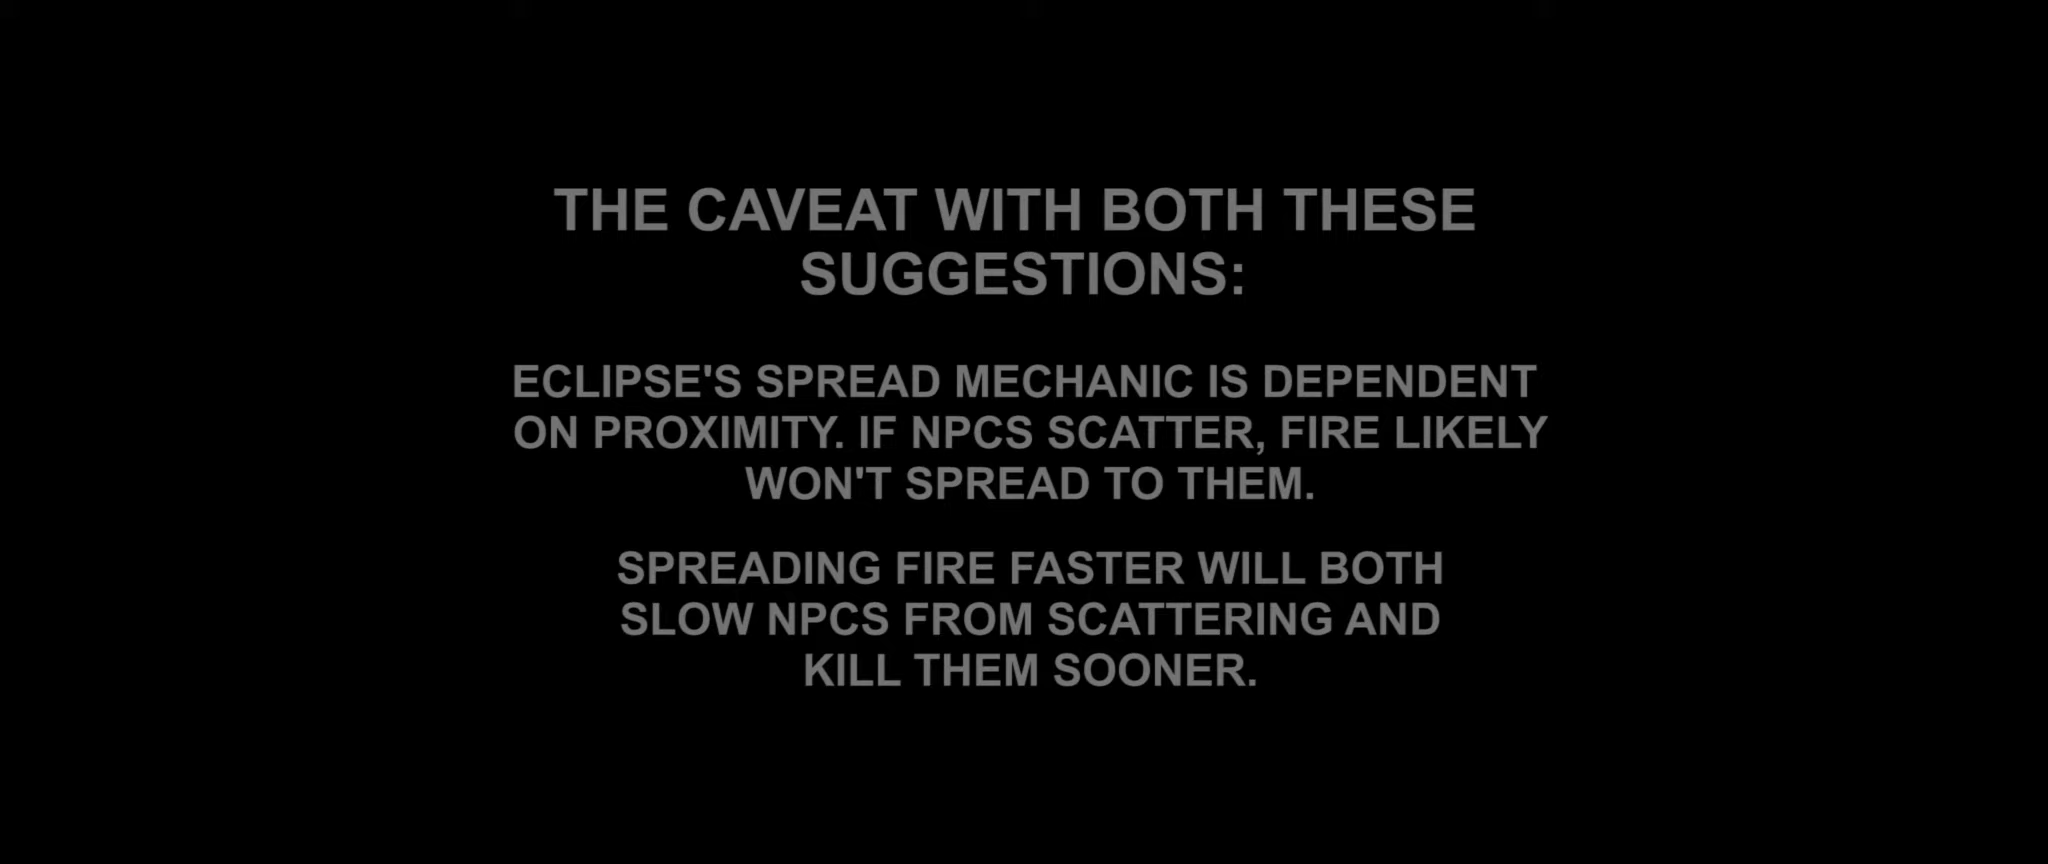 THE CAVEAT WITH BOTH THESE
SUGGESTIONS:
ECLIPSE'S SPREAD MECHANIC IS DEPENDENT
ON PROXIMITY. IF NPCS SCATTER, FIRE LIKELY
WON'T SPREAD TO THEM.
SPREADING FIRE FASTER WILL BOTH
SLOW NPCS FROM SCATTERING AND
KILL THEM SOONER.